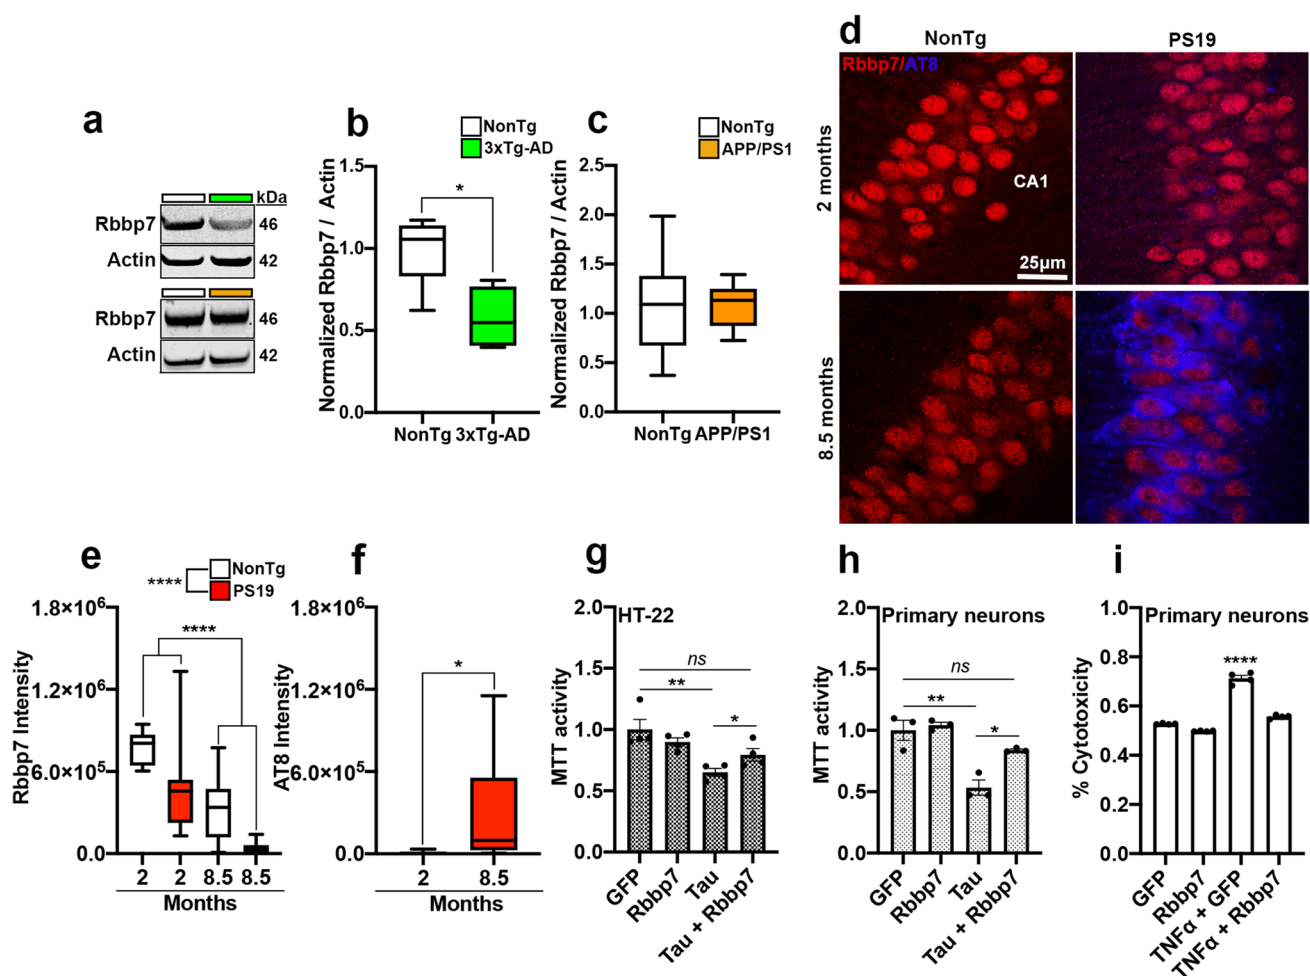 a
kDa
Rbbp7
46
Actin
42
Rbbp7
46
Actin
42
b
NonTg
3xTg-AD
Normalized Rbbp7 / Actin
1.5
1.0
0.5
0.0
*
NonTg 3xTg-AD
c
NonTg
APP/PS1
Normalized Rbbp7 / Actin
2.5
2.0
1.5
1.0
0.5
0.0
NonTg APP/PS1
d
NonTg
PS19
Rbbp7/AT8
CA1
25μm
2 months
8.5 months
e
NonTg
PS19
****
****
Rbbp7 Intensity
1.8×10⁶
1.2×10⁶
6.0×10⁵
0.0
2 2 8.5 8.5
Months
f
AT8 Intensity
1.8×10⁶
1.2×10⁶
6.0×10⁵
0.0
*
2 8.5
Months
g
HT-22
MTT activity
2.0
1.5
1.0
0.5
0.0
ns
**
*
GFP
Rbbp7
Tau
Tau + Rbbp7
h
Primary neurons
MTT activity
2.0
1.5
1.0
0.5
0.0
ns
**
*
GFP
Rbbp7
Tau
Tau + Rbbp7
i
Primary neurons
% Cytotoxicity
1.0
0.8
0.6
0.4
0.2
0.0
****
GFP
Rbbp7
TNFα + GFP
TNFα + Rbbp7